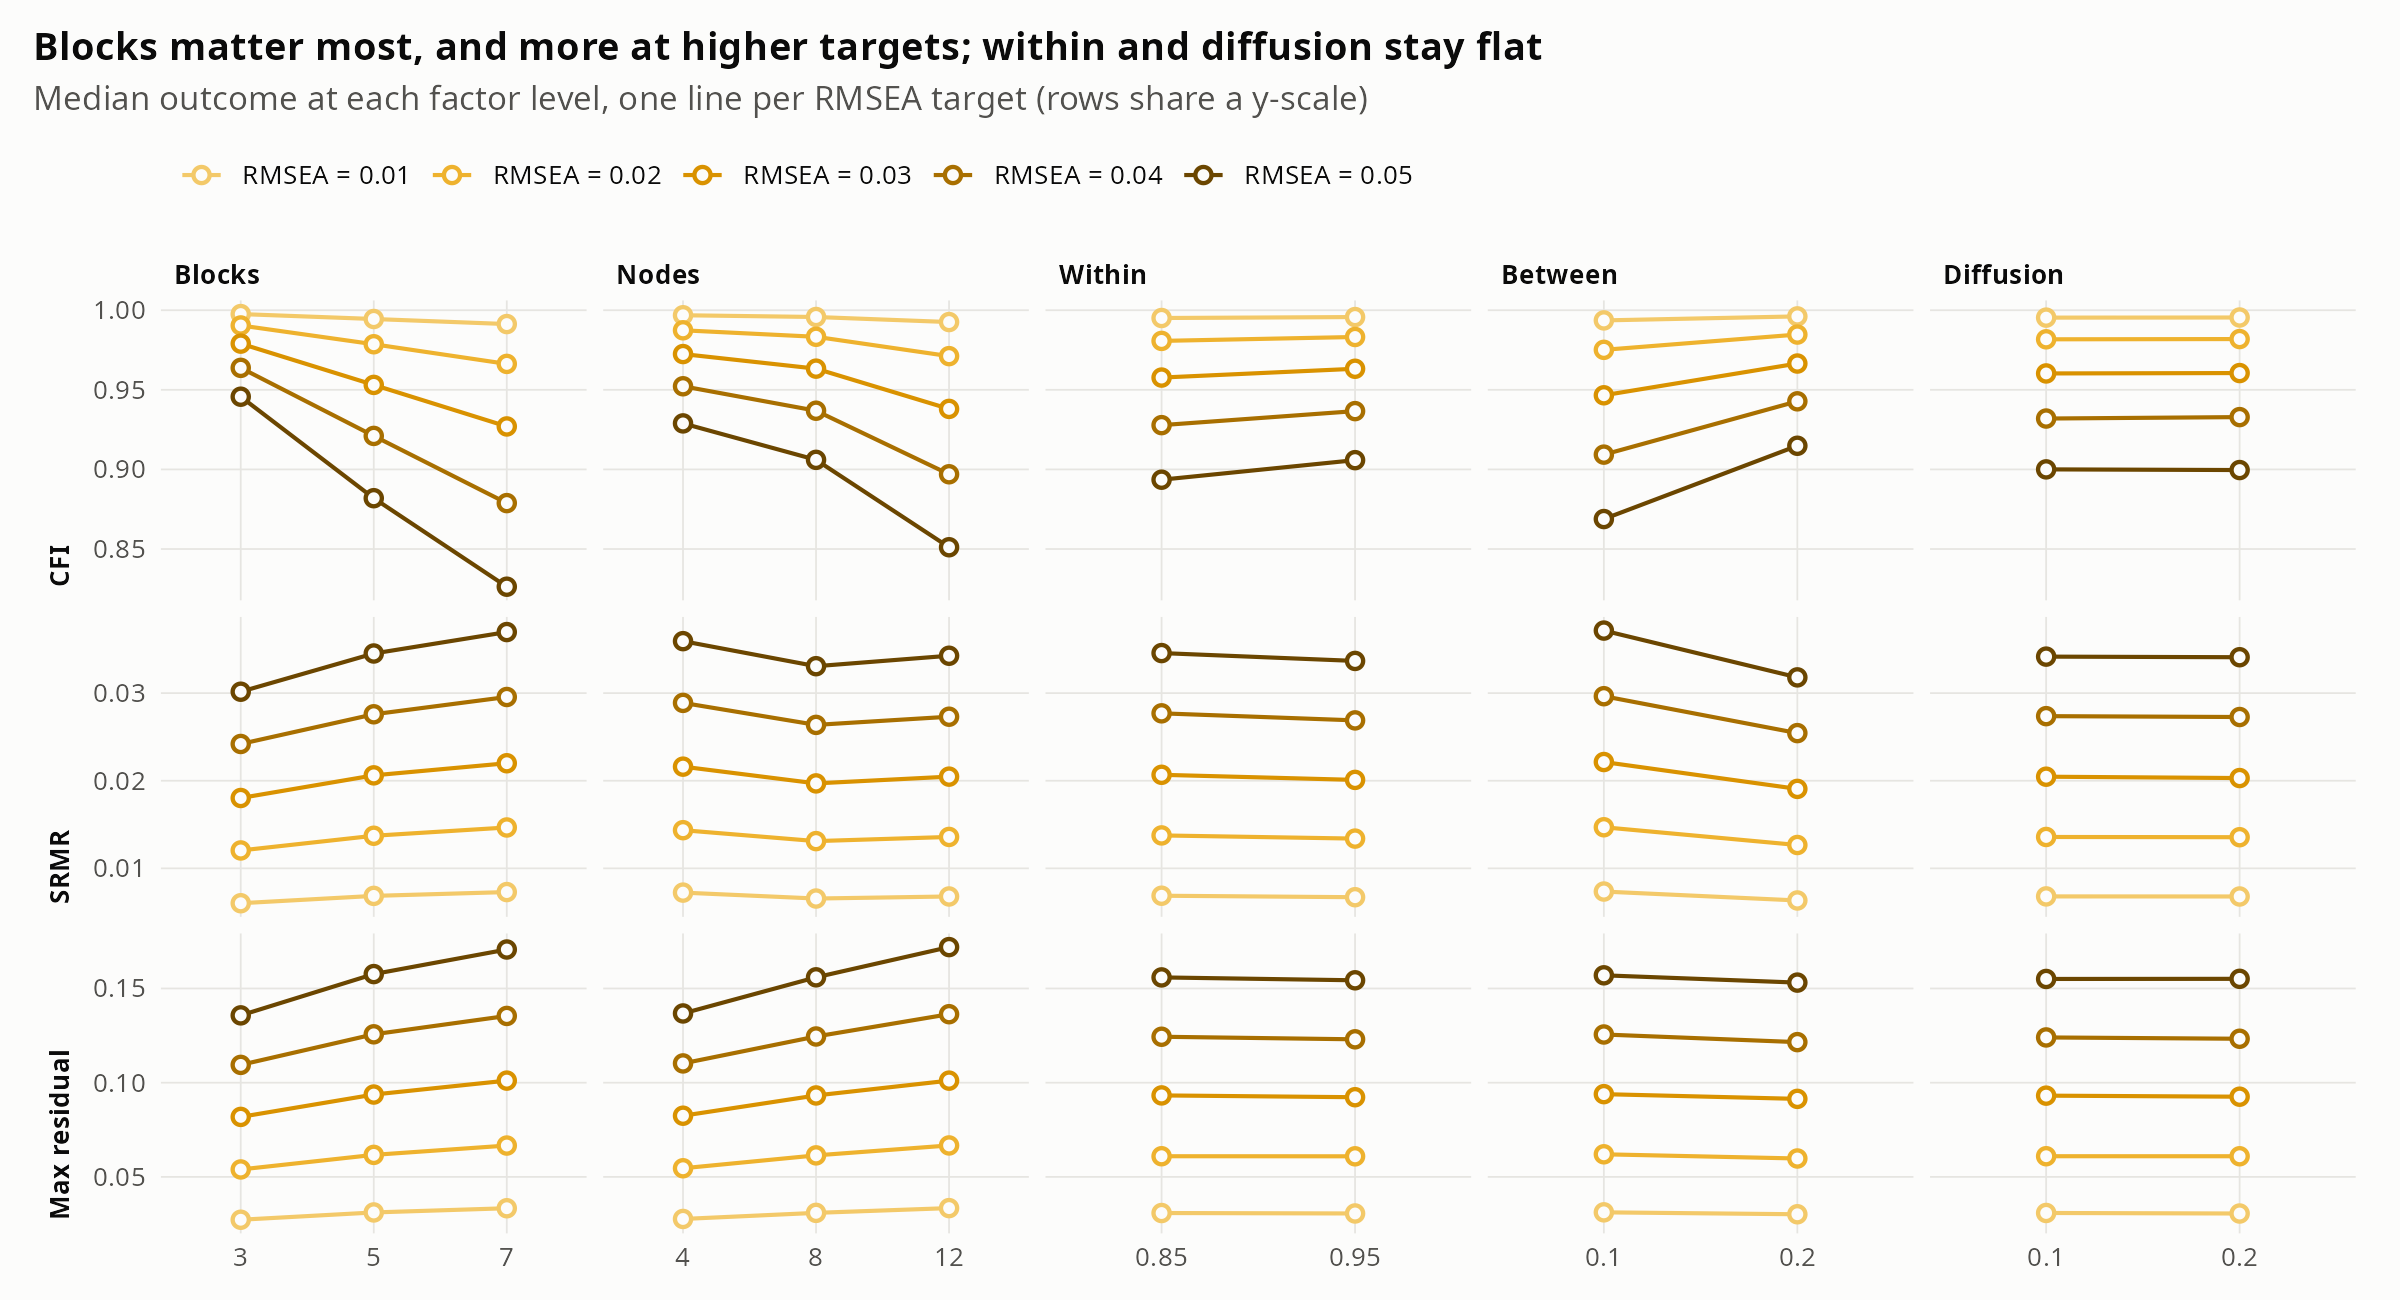 Blocks matter most, and more at higher targets; within and diffusion stay flat
Median outcome at each factor level, one line per RMSEA target (rows share a y-scale)
RMSEA = 0.01 RMSEA = 0.02 RMSEA = 0.03 RMSEA = 0.04 RMSEA = 0.05
Blocks Nodes Within Between Diffusion
1.00
0.95
0.90
0.85
CFI
0.03
0.02
0.01
SRMR
0.15
0.10
0.05
Max residual
3 5 7 4 8 12 0.85 0.95 0.1 0.2 0.1 0.2